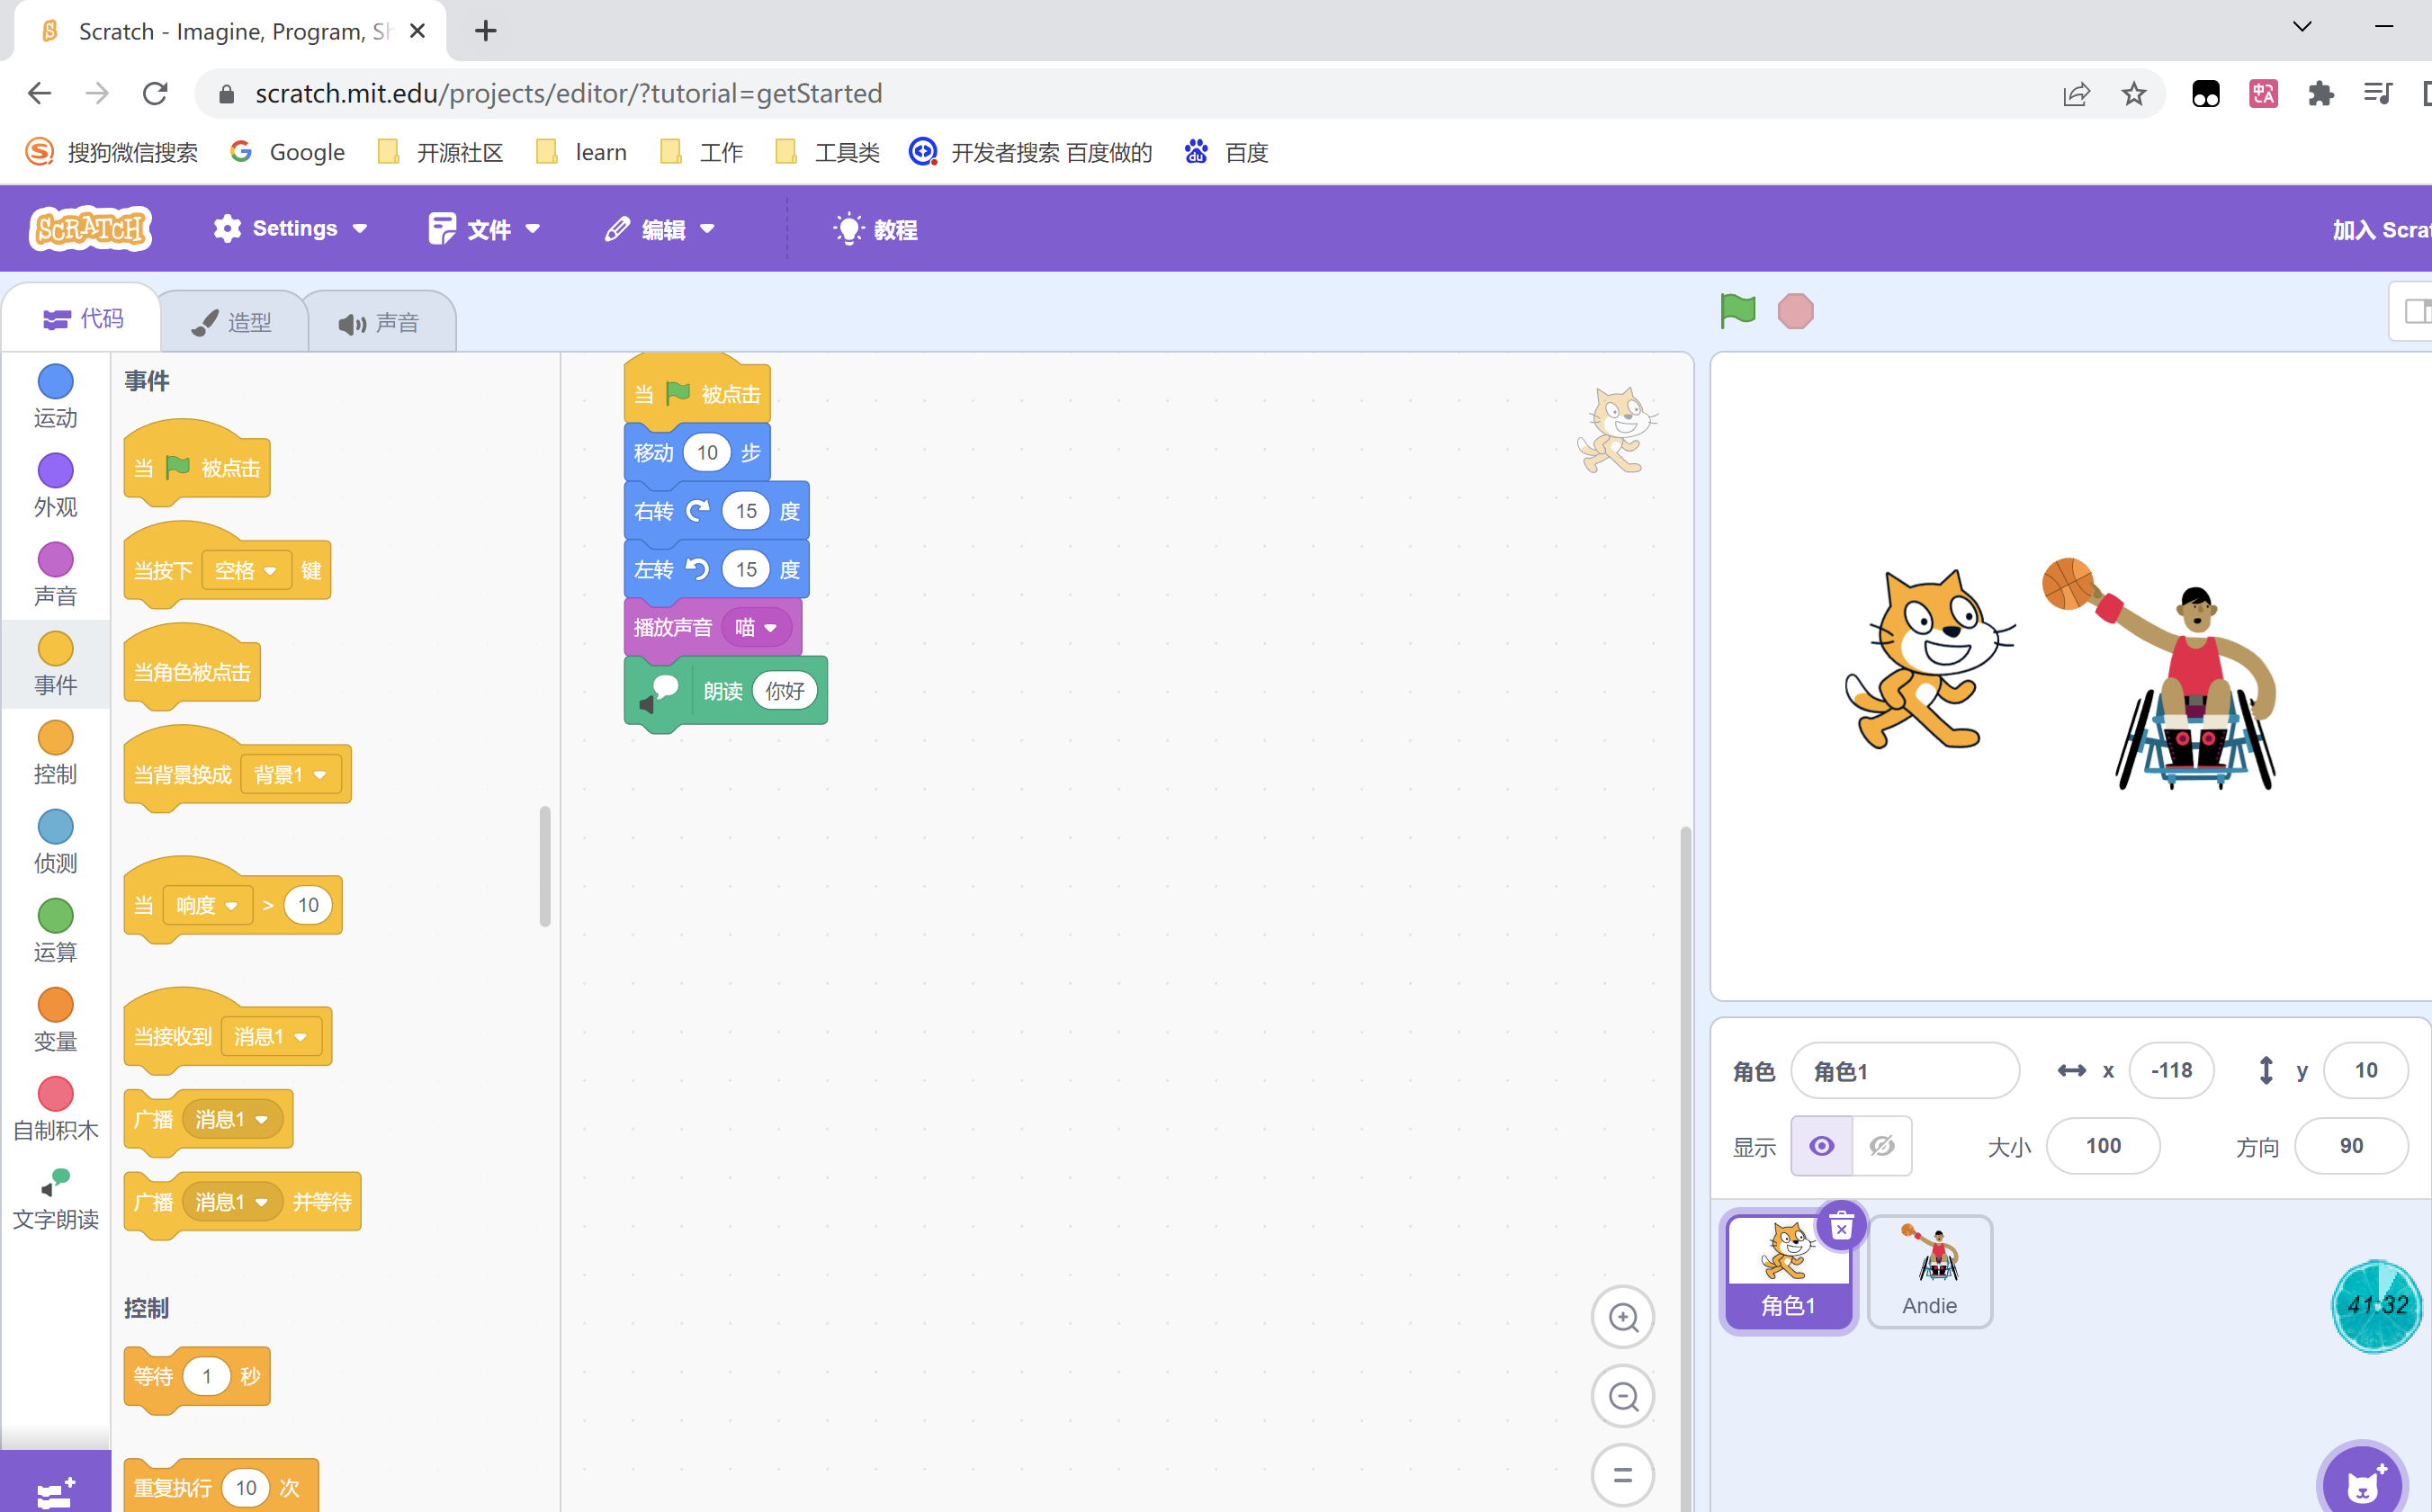 Scratch - Imagine, Program, Sh
scratch.mit.edu/projects/editor/?tutorial=getStarted
搜狗微信搜索 Google 开源社区 learn 工作 工具类 开发者搜索 百度做的 百度
SCRATCH Settings 文件 编辑 教程 加入 Scrat
代码 造型 声音
运动
外观
声音
事件
控制
侦测
运算
变量
自制积木
文字朗读
事件
当 被点击
当按下 空格 键
当角色被点击
当背景换成 背景1
当 响度 > 10
当接收到 消息1
广播 消息1
广播 消息1 并等待
控制
等待 1 秒
重复执行 10 次
当 被点击
移动 10 步
右转 15 度
左转 15 度
播放声音 喵
朗读 你好
角色 角色1 x -118 y 10
显示 大小 100 方向 90
角色1 Andie
41:32